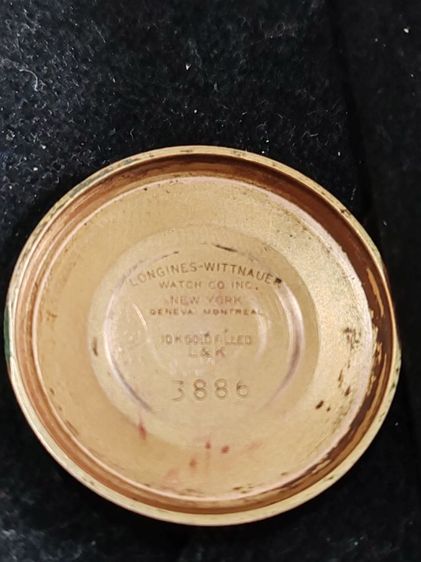 LONGINES-WITTNAUER
WATCH CO INC.
NEW YORK
GENEVA MONTREAL
10K GOLD FILLED
L&K
3886